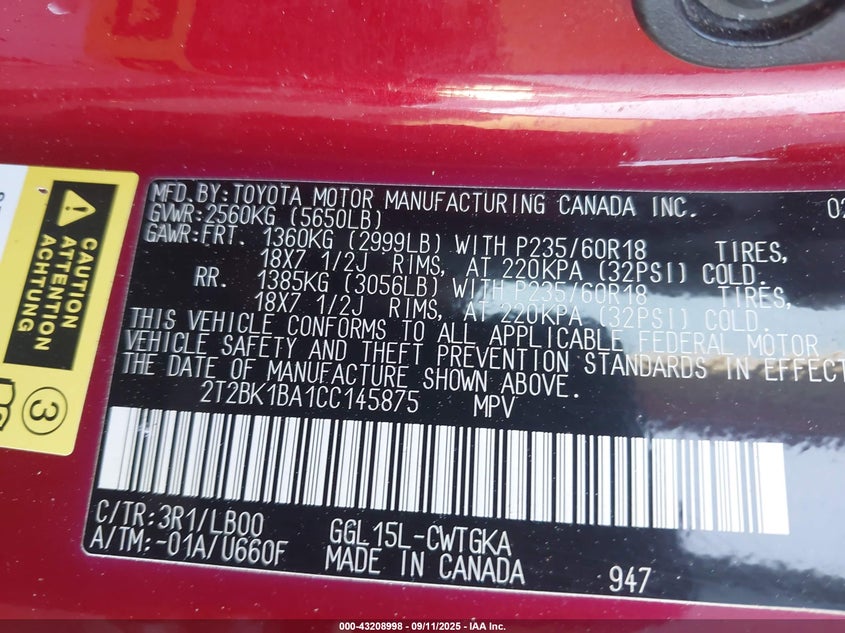 MFD.BY:TOYOTA MOTOR MANUFACTURING CANADA INC. 02
GVWR:2560KG (5650LB)
GAWR:FRT. 1360KG (2999LB) WITH P235/60R18 TIRES,
18X7 1/2J RIMS, AT 220KPA (32PSI) COLD.
RR. 1385KG (3056LB) WITH P235/60R18 TIRES,
18X7 1/2J RIMS, AT 220KPA (32PSI) COLD.
THIS VEHICLE CONFORMS TO ALL APPLICABLE FEDERAL MOTOR
VEHICLE SAFETY AND THEFT PREVENTION STANDARDS IN EFFECT
THE DATE OF MANUFACTURE SHOWN ABOVE.
2T2BK1BA1CC145875 MPV
C/TR:3R1/LB00 GGL15L-CWTGKA
A/TM:-01A/U660F MADE IN CANADA 947
CAUTION
ATTENTION
ACHTUNG
3
000-43208998 - 09/11/2025 - IAA Inc.